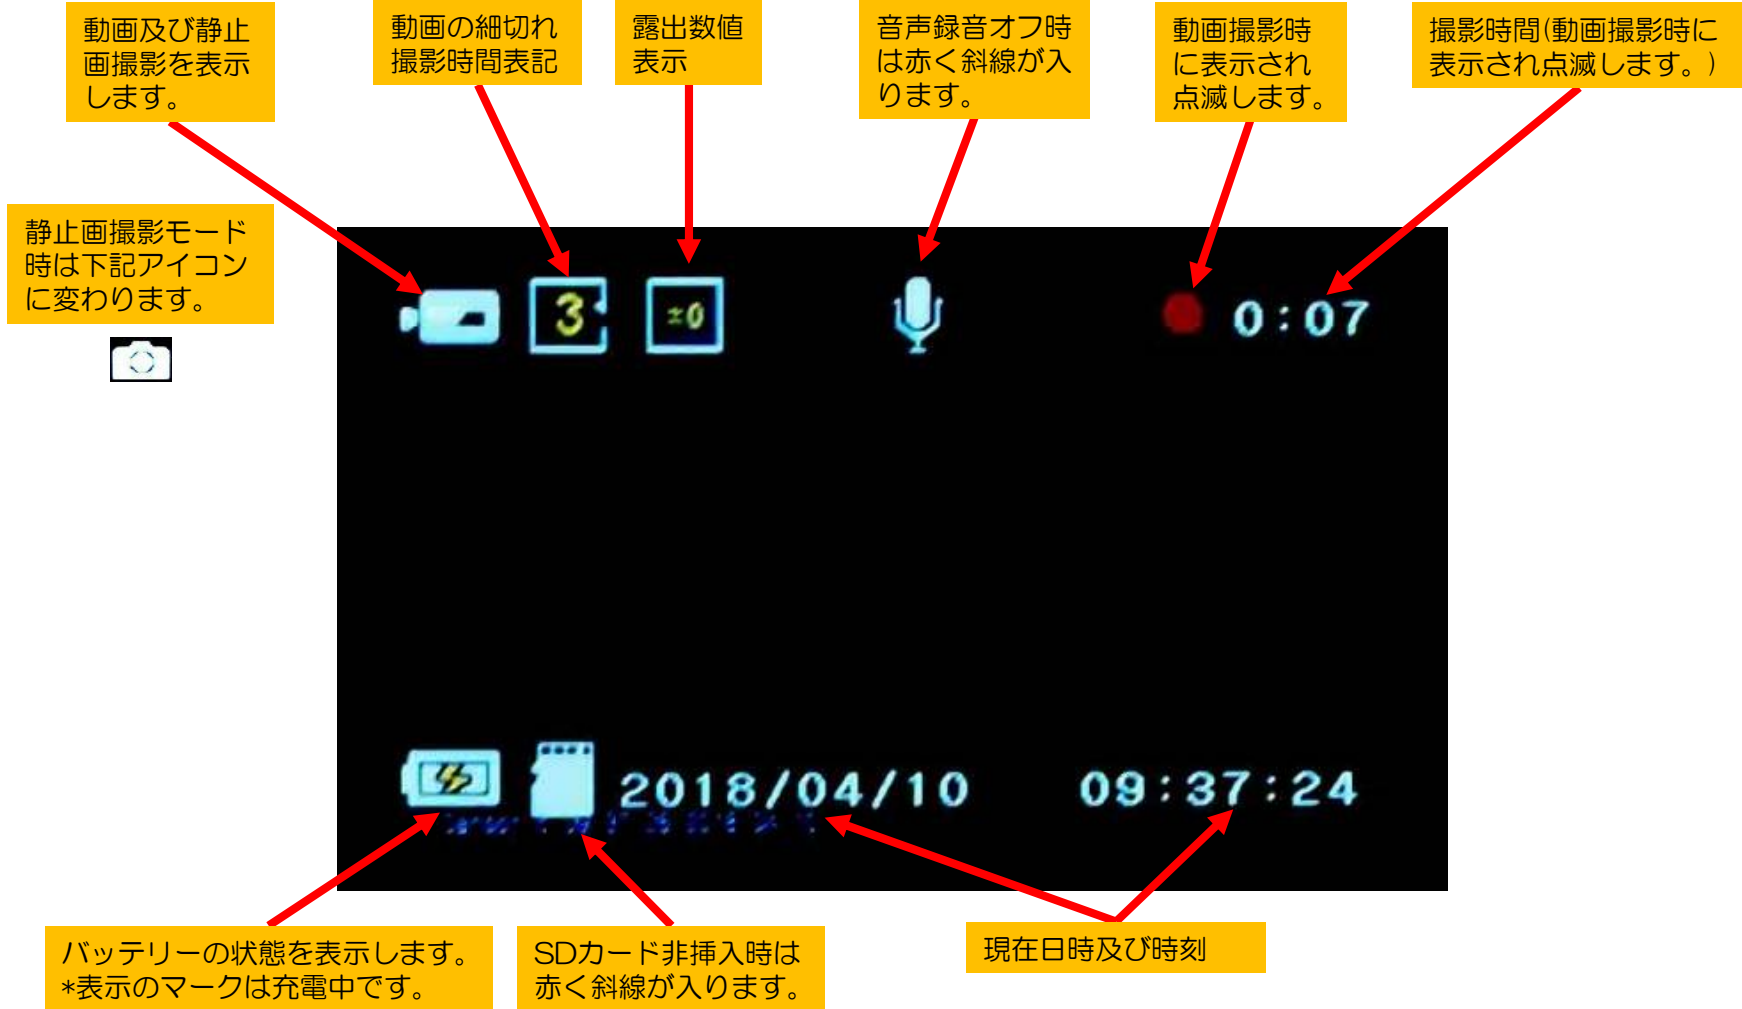 動画及び静止
画撮影を表示
します。
動画の細切れ
撮影時間表記
露出数値
表示
音声録音オフ時
は赤く斜線が入
ります。
動画撮影時
に表示され
点滅します。
撮影時間(動画撮影時に
表示され点滅します。)
静止画撮影モード
時は下記アイコン
に変わります。
3
±0
0:07
2018/04/10
09:37:24
バッテリーの状態を表示します。
*表示のマークは充電中です。
SDカード非挿入時は
赤く斜線が入ります。
現在日時及び時刻